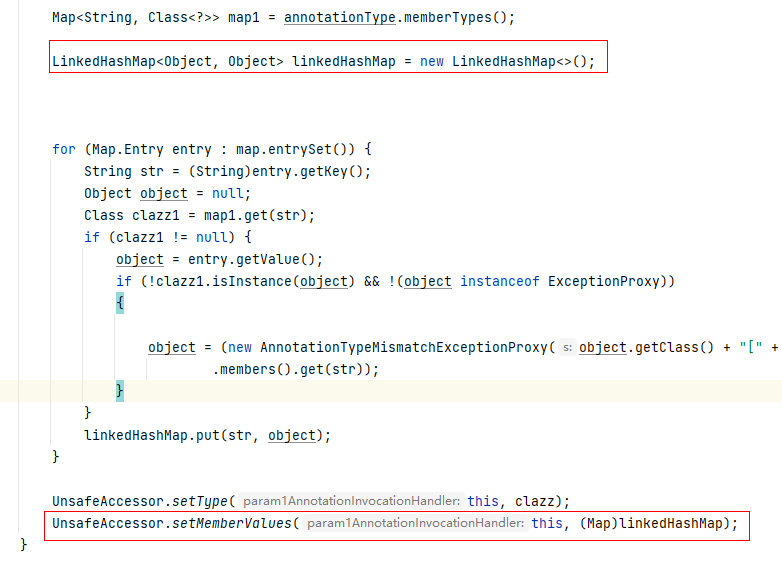 Map<String, Class<?>> map1 = annotationType.memberTypes();
LinkedHashMap<Object, Object> linkedHashMap = new LinkedHashMap<>();
for (Map.Entry entry : map.entrySet()) {
String str = (String)entry.getKey();
Object object = null;
Class clazz1 = map1.get(str);
if (clazz1 != null) {
object = entry.getValue();
if (!clazz1.isInstance(object) && !(object instanceof ExceptionProxy))
{
object = (new AnnotationTypeMismatchExceptionProxy( s: object.getClass() + "[" +
.members().get(str));
}
}
linkedHashMap.put(str, object);
}
UnsafeAccessor.setType( param1AnnotationInvocationHandler: this, clazz);
UnsafeAccessor.setMemberValues( param1AnnotationInvocationHandler: this, (Map)linkedHashMap);
}